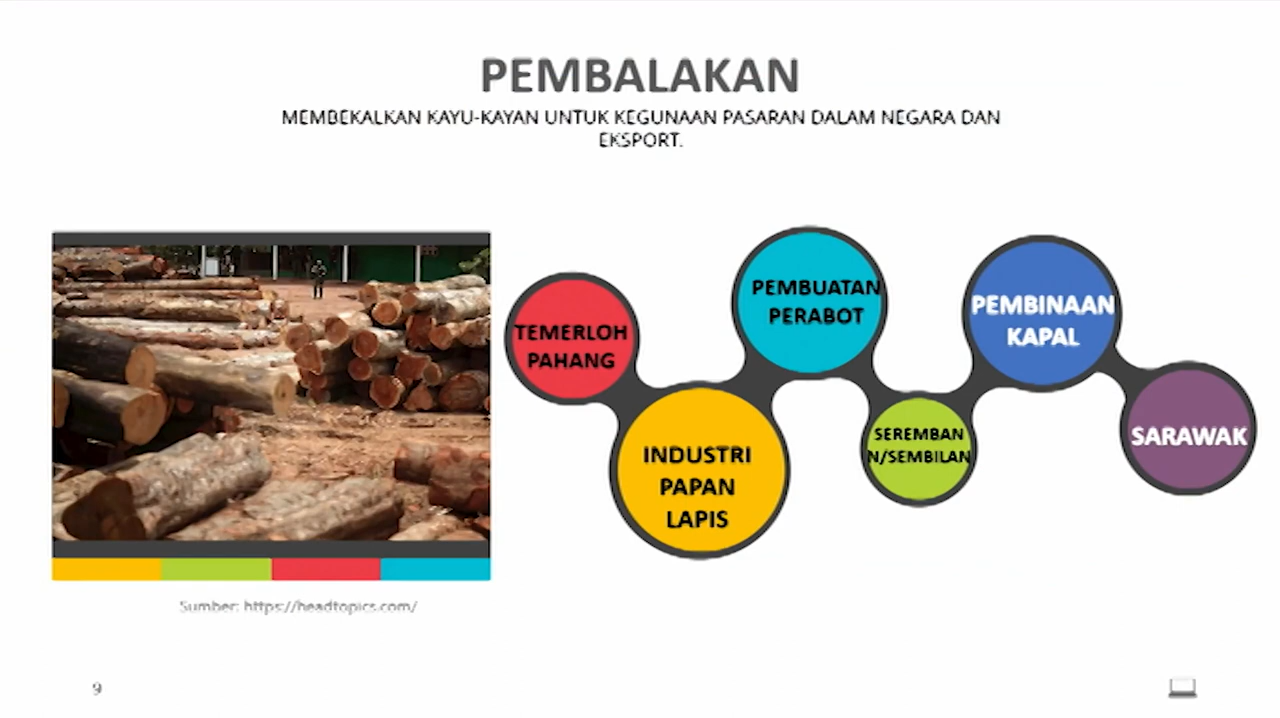 PEMBALAKAN
MEMBEKALKAN KAYU-KAYAN UNTUK KEGUNAAN PASARAN DALAM NEGARA DAN
EKSPORT.
TEMERLOH
PAHANG
INDUSTRI
PAPAN
LAPIS
PEMBUATAN
PERABOT
SEREMBAN
N/SEMBILAN
PEMBINAAN
KAPAL
SARAWAK
Sumber: https://headtopics.com/
9